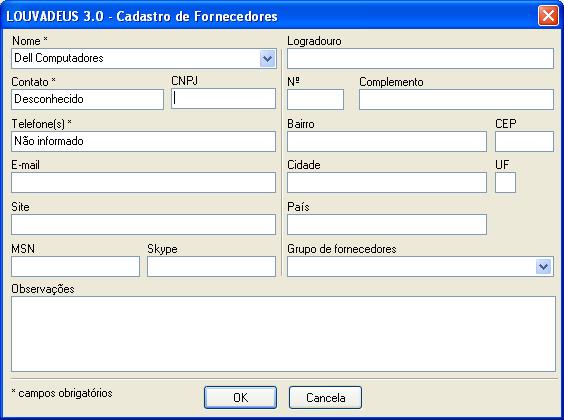 LOUVADEUS 3.0 - Cadastro de Fornecedores
Nome *
Dell Computadores
Contato *
CNPJ
Desconhecido
Telefone(s) *
Não informado
E-mail
Site
MSN
Skype
Logradouro
Nº
Complemento
Bairro
CEP
Cidade
UF
País
Grupo de fornecedores
Observações
* campos obrigatórios
OK
Cancela